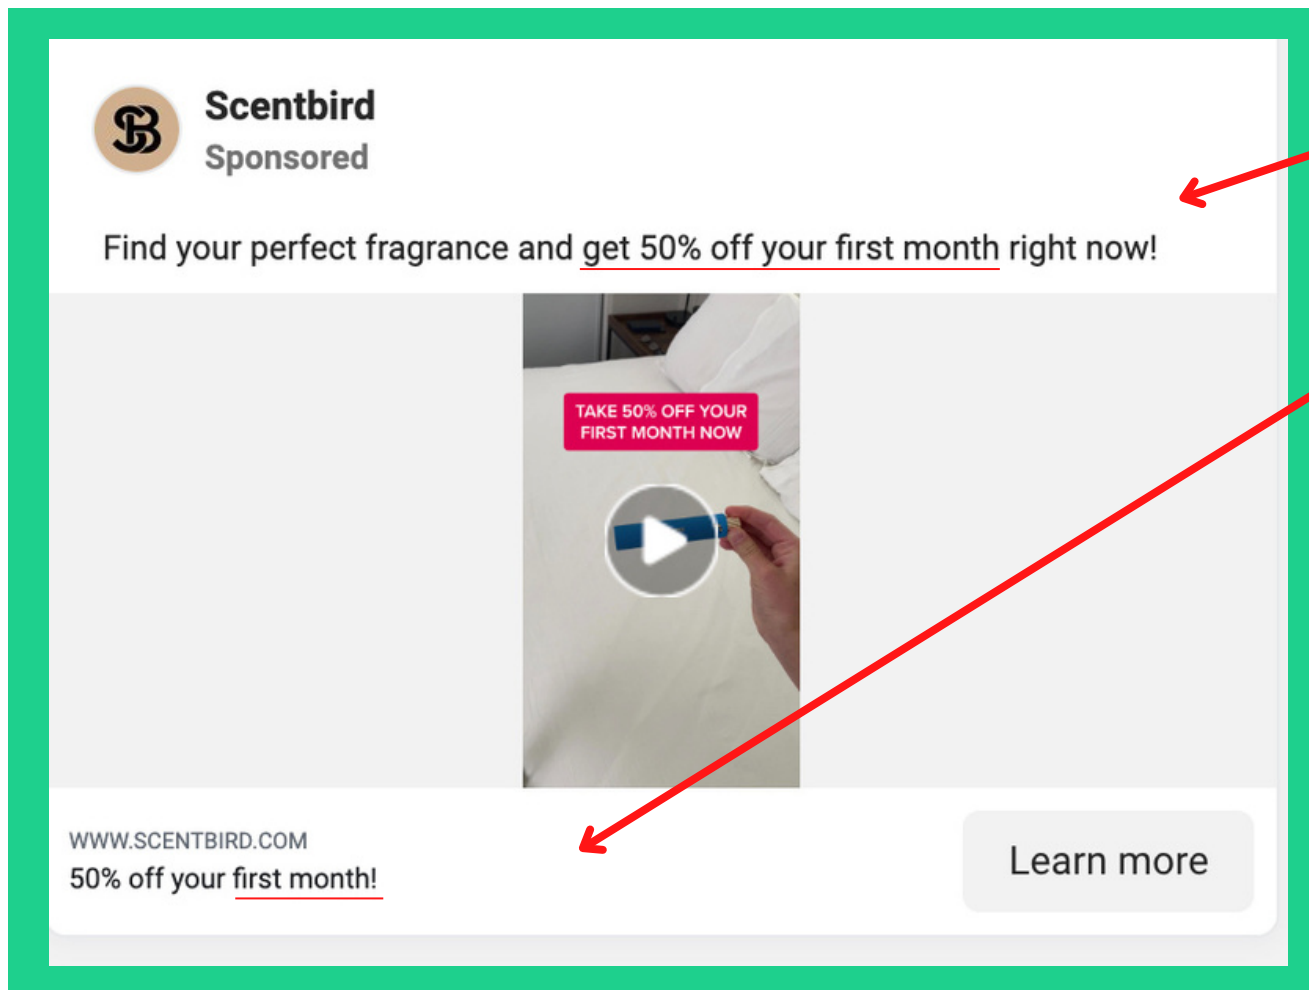 SB
Scentbird
Sponsored
Find your perfect fragrance and get 50% off your first month right now!
TAKE 50% OFF YOUR
FIRST MONTH NOW
WWW.SCENTBIRD.COM
50% off your first month!
Learn more